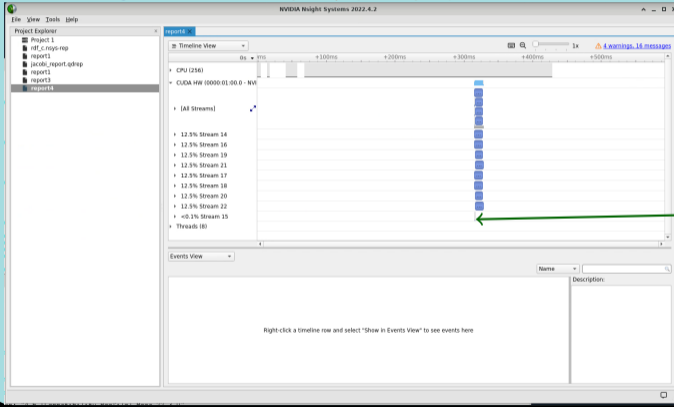 NVIDIA Nsight Systems 2022.4.2
File View Tools Help
Project Explorer
Project 1
rdf_c.nsys-rep
report1
jacobi_report.qdrep
report1
report3
report4
report4
Timeline View
1x
4 warnings, 16 messages
0s
ms +100ms +200ms +300ms +400ms +500ms
CPU (256)
CUDA HW (0000:01:00.0 - NVI
[All Streams]
12.5% Stream 14
12.5% Stream 16
12.5% Stream 19
12.5% Stream 21
12.5% Stream 17
12.5% Stream 18
12.5% Stream 20
12.5% Stream 22
<0.1% Stream 15
Threads (8)
Events View
Name
Description:
Right-click a timeline row and select "Show in Events View" to see events here